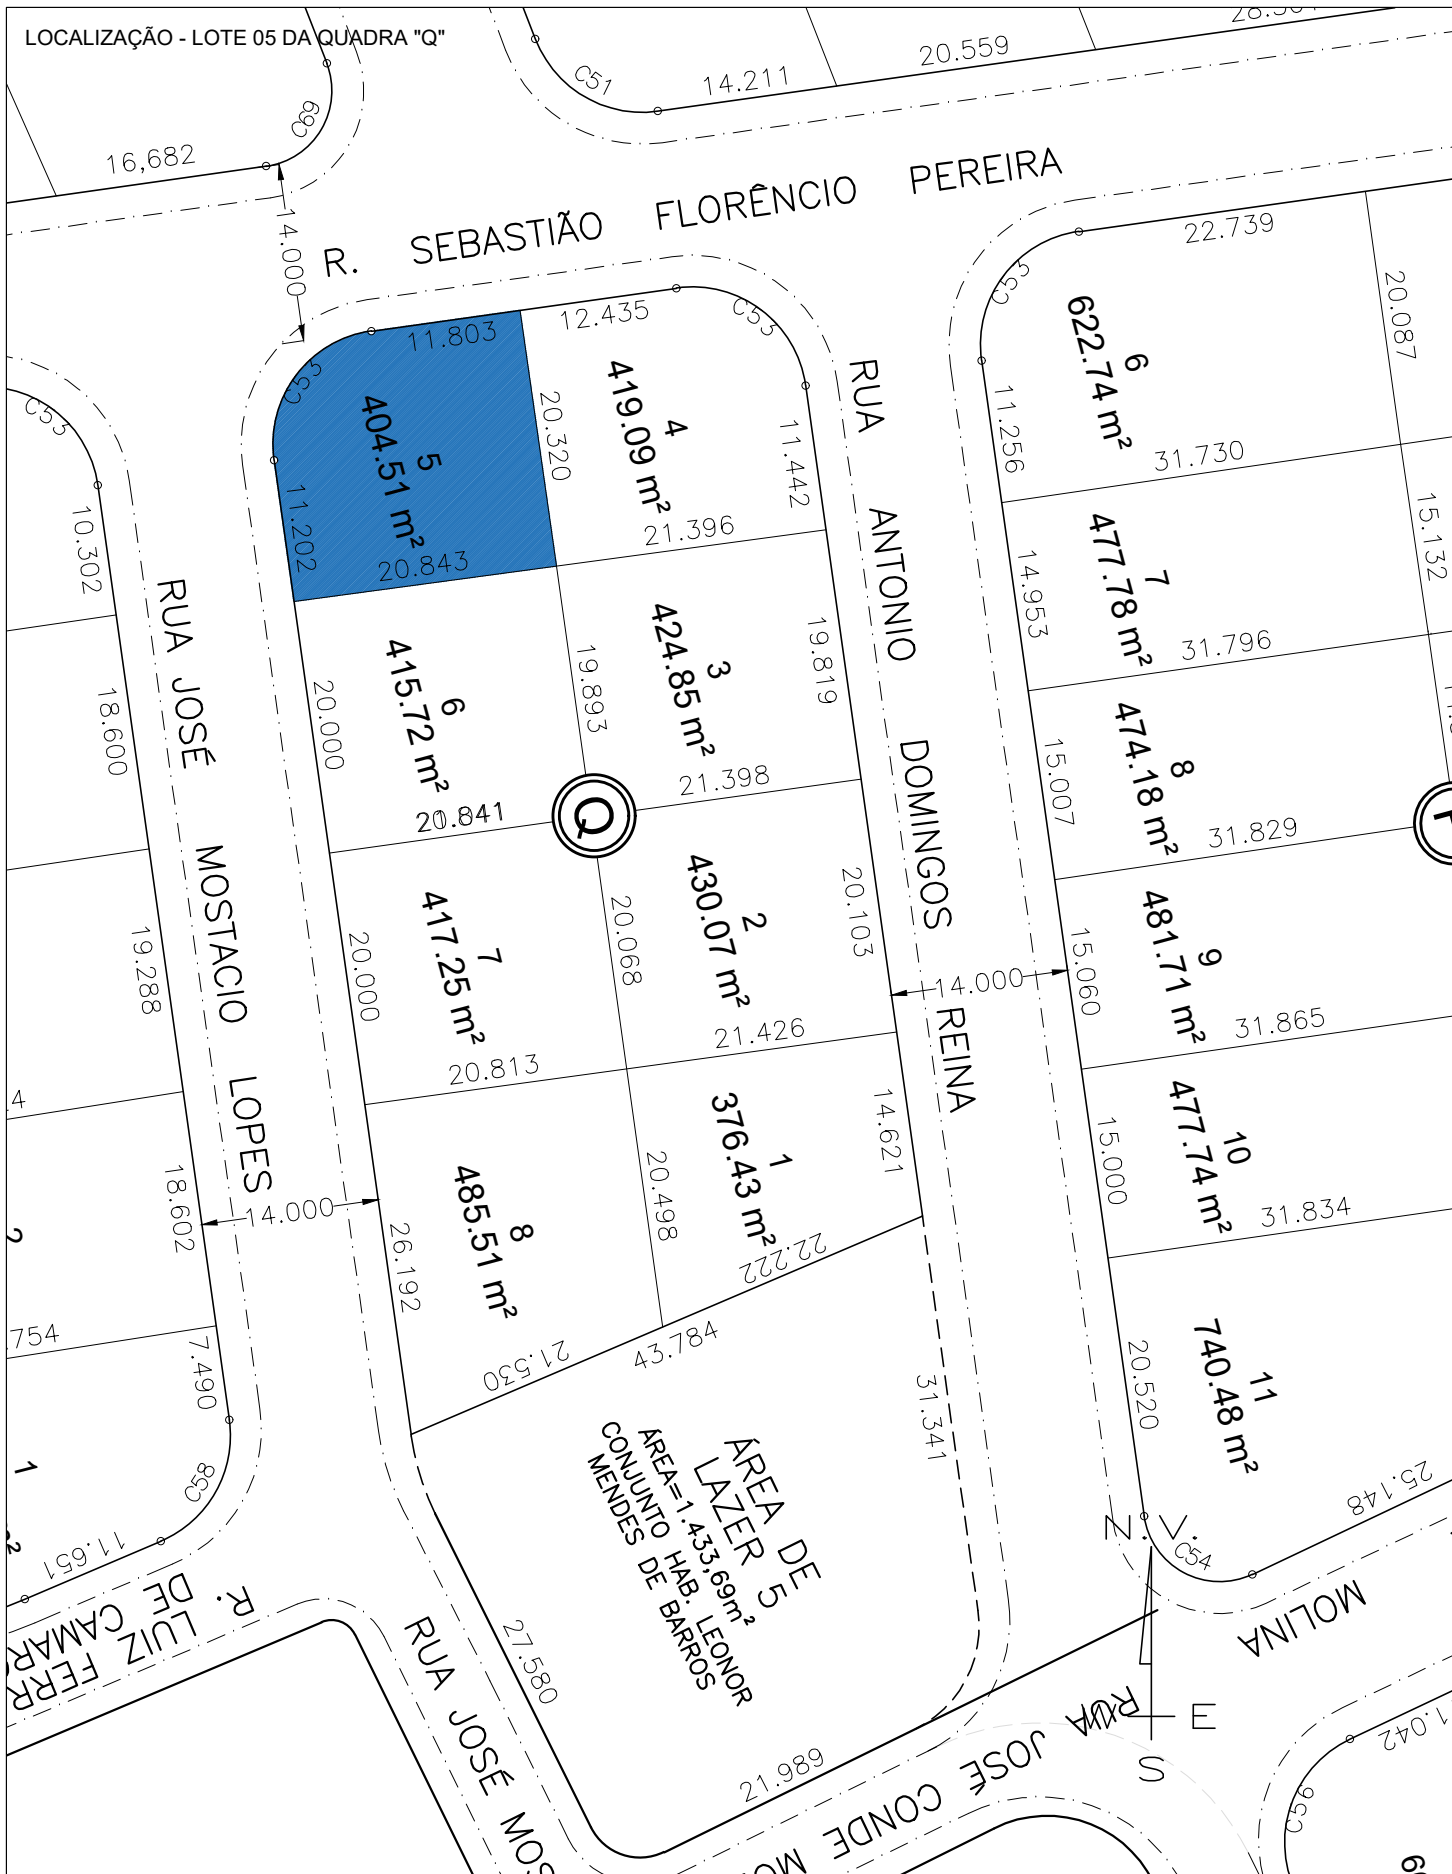 LOCALIZAÇÃO - LOTE 05 DA QUADRA "Q"
C51
14.211
20.559
C69
16,682
14.000
R. SEBASTIÃO FLORÊNCIO PEREIRA
22.739
C53
11.803
12.435
C53
C53
C53
5
404.51 m²
11.202
20.843
20.320
4
419.09 m²
11.442
21.396
6
622.74 m²
20.087
11.256
31.730
10.302
18.600
19.288
18.602
7.490
C58
11.651
RUA JOSÉ MOSTACIO LOPES
14.000
6
415.72 m²
20.000
20.841
19.893
3
424.85 m²
19.819
21.398
Q
7
417.25 m²
20.000
20.813
20.068
2
430.07 m²
20.103
21.426
8
485.51 m²
26.192
21.530
20.498
1
376.43 m²
14.621
22.222
43.784
RUA ANTONIO DOMINGOS REINA
14.000
7
477.78 m²
14.953
15.132
31.796
8
474.18 m²
15.007
31.829
9
481.71 m²
15.060
31.865
10
477.74 m²
15.000
31.834
11
740.48 m²
20.520
25.148
C54
31.341
ÁREA DE
LAZER 5
ÁREA=1.433,69m²
CONJUNTO HAB. LEONOR
MENDES DE BARROS
27.580
21.989
4
2
.754
1
R.
LUIZ FERR
DE CAMAR
RUA JOSÉ MOS
RUA JOSÉ CONDE MO
MOLINA
N.V.
E
S
1.042
C56